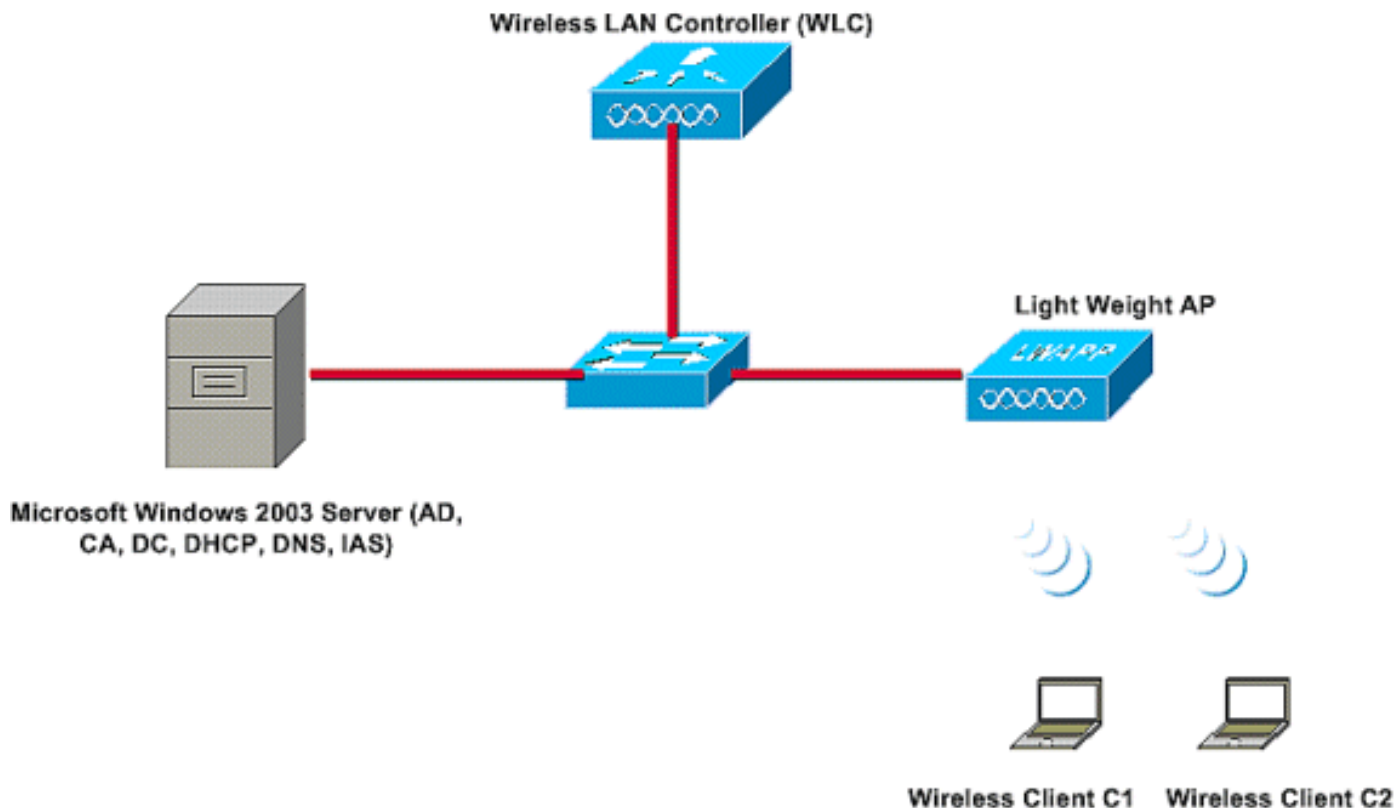 Wireless LAN Controller (WLC)
Light Weight AP
LWAPP
Microsoft Windows 2003 Server (AD,
CA, DC, DHCP, DNS, IAS)
Wireless Client C1
Wireless Client C2